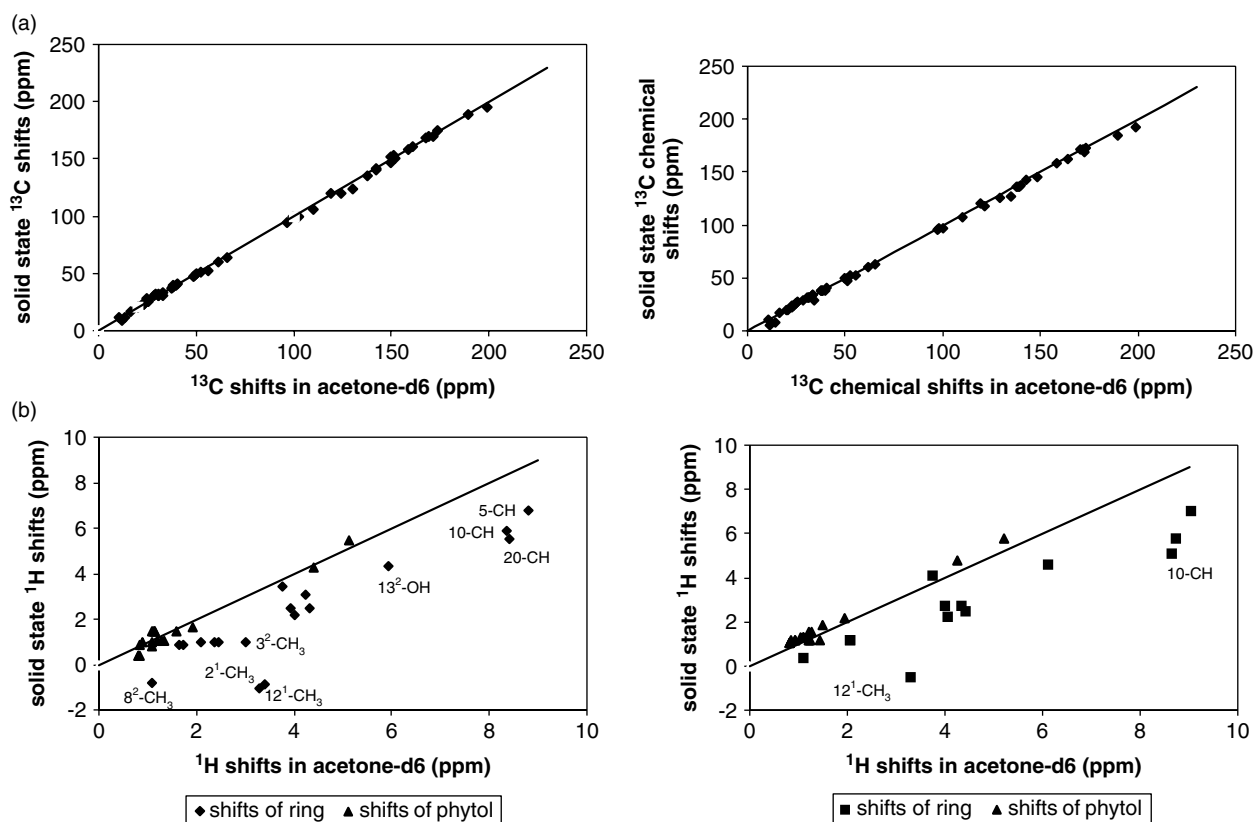 (a)
250
200
150
100
50
0
solid state ¹³C shifts (ppm)
0 50 100 150 200 250
¹³C shifts in acetone-d6 (ppm)
250
200
150
100
50
0
solid state ¹³C chemical
shifts (ppm)
0 50 100 150 200 250
¹³C chemical shifts in acetone-d6 (ppm)
(b)
10
8
6
4
2
0
-2
solid state ¹H shifts (ppm)
5-CH
10-CH
20-CH
13²-OH
3²-CH₃
2¹-CH₃
12¹-CH₃
8²-CH₃
0 2 4 6 8 10
¹H shifts in acetone-d6 (ppm)
shifts of ring shifts of phytol
10
8
6
4
2
0
-2
solid state ¹H shifts (ppm)
10-CH
12¹-CH₃
0 2 4 6 8 10
¹H shifts in acetone-d6 (ppm)
shifts of ring shifts of phytol